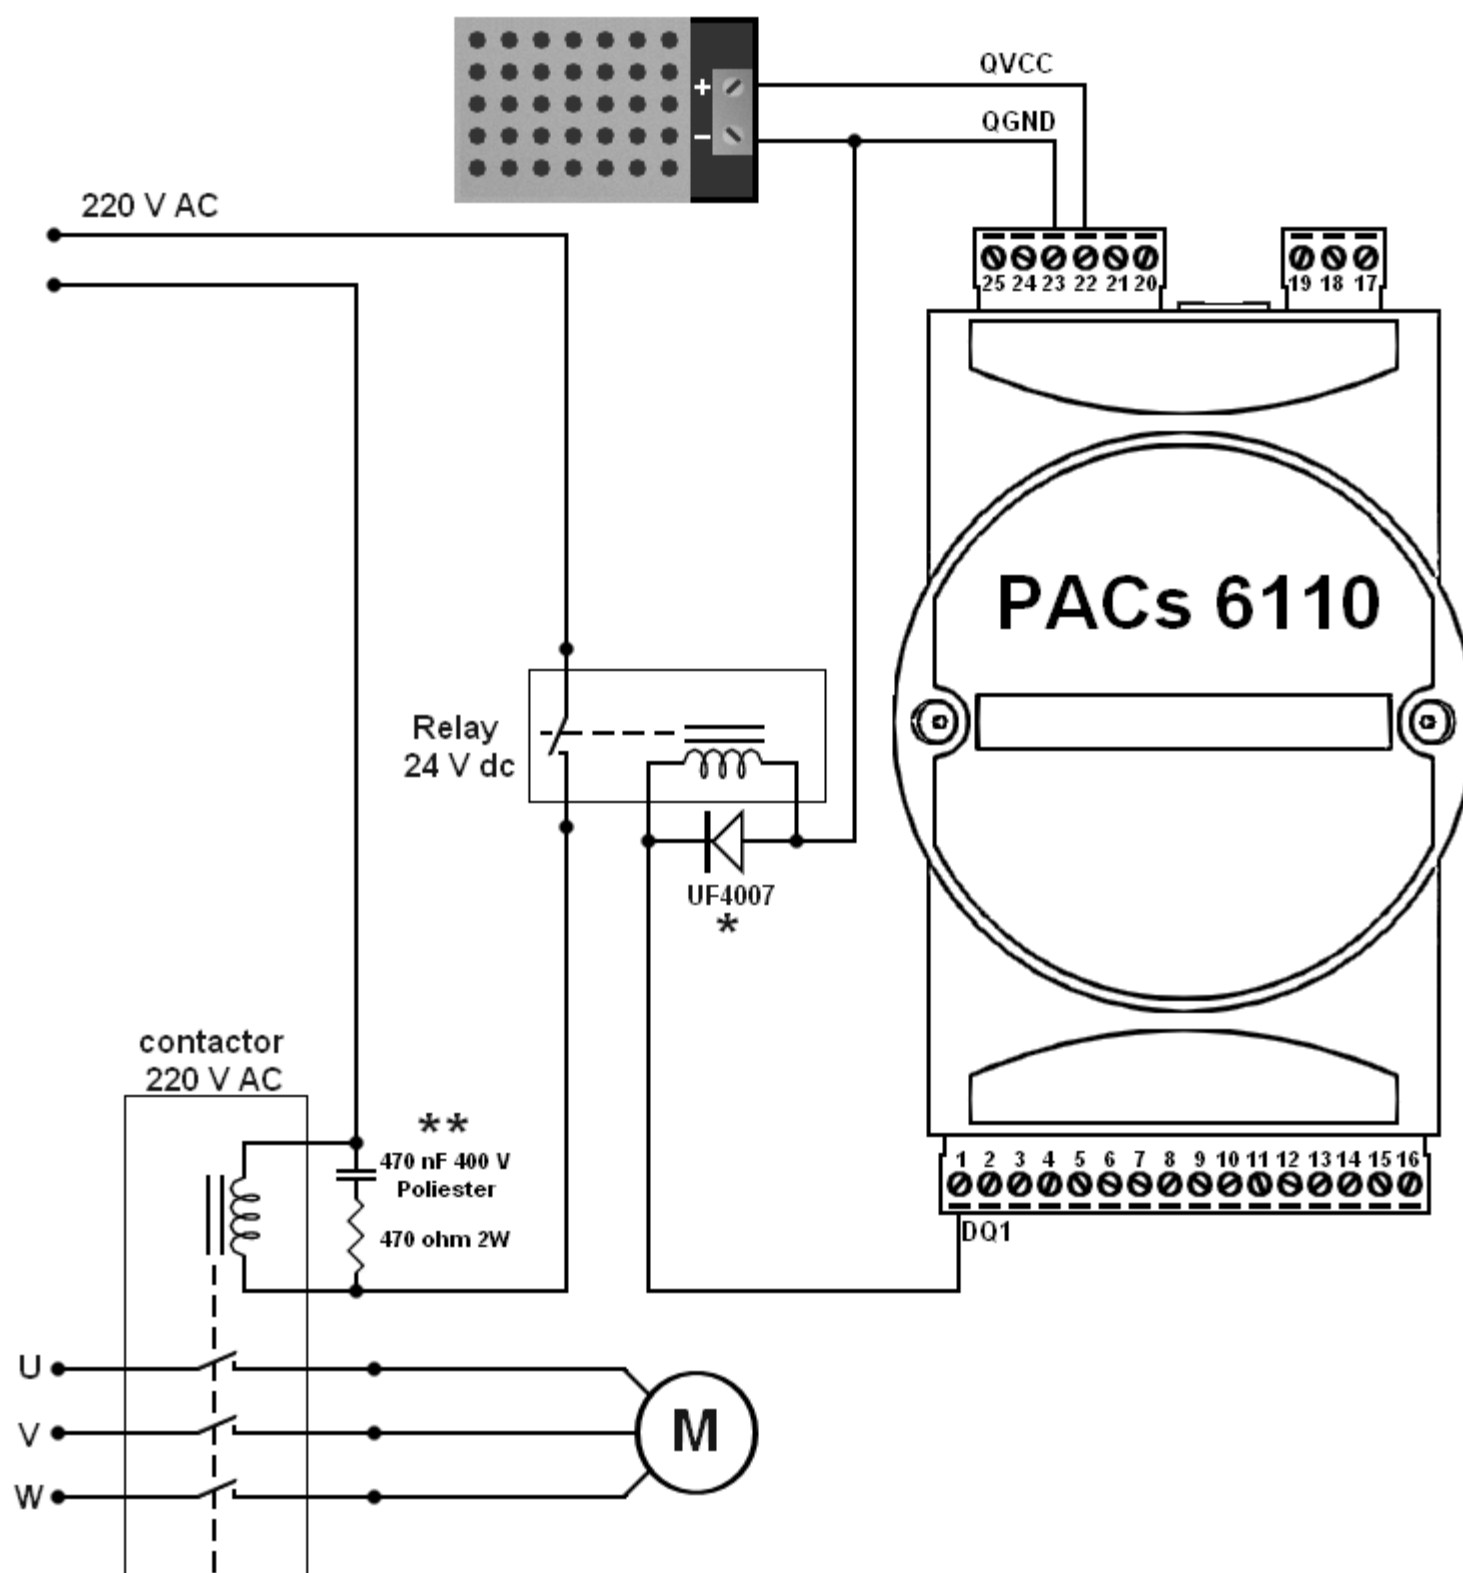 +
QVCC
−
QGND
220 V AC
25 24 23 22 21 20
19 18 17
PACs 6110
Relay
24 V dc
UF4007
*
contactor
220 V AC
**
470 nF 400 V
Poliester
470 ohm 2W
1 2 3 4 5 6 7 8 9 10 11 12 13 14 15 16
DQ1
U
V
M
W